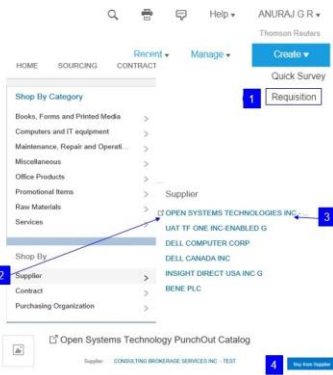 Help ▾ ANURAJ G R ▾
Thomson Reuters
Recent ▾ Manage ▾ Create ▾
HOME SOURCING CONTRACT
Quick Survey
1 Requisition
Shop By Category
Books, Forms and Printed Media >
Computers and IT equipment >
Maintenance, Repair and Operati... >
Miscellaneous >
Office Products >
Promotional Items >
Raw Materials >
Services >
Supplier
OPEN SYSTEMS TECHNOLOGIES INC -... 3
UAT TF ONE INC-ENABLED G
DELL COMPUTER CORP
DELL CANADA INC
INSIGHT DIRECT USA INC G
BENE PLC
Shop By
2 Supplier >
Contract >
Purchasing Organization >
Open Systems Technology PunchOut Catalog
Supplier CONSULTING BROKERAGE SERVICES INC. - TEST
4 Buy from Supplier